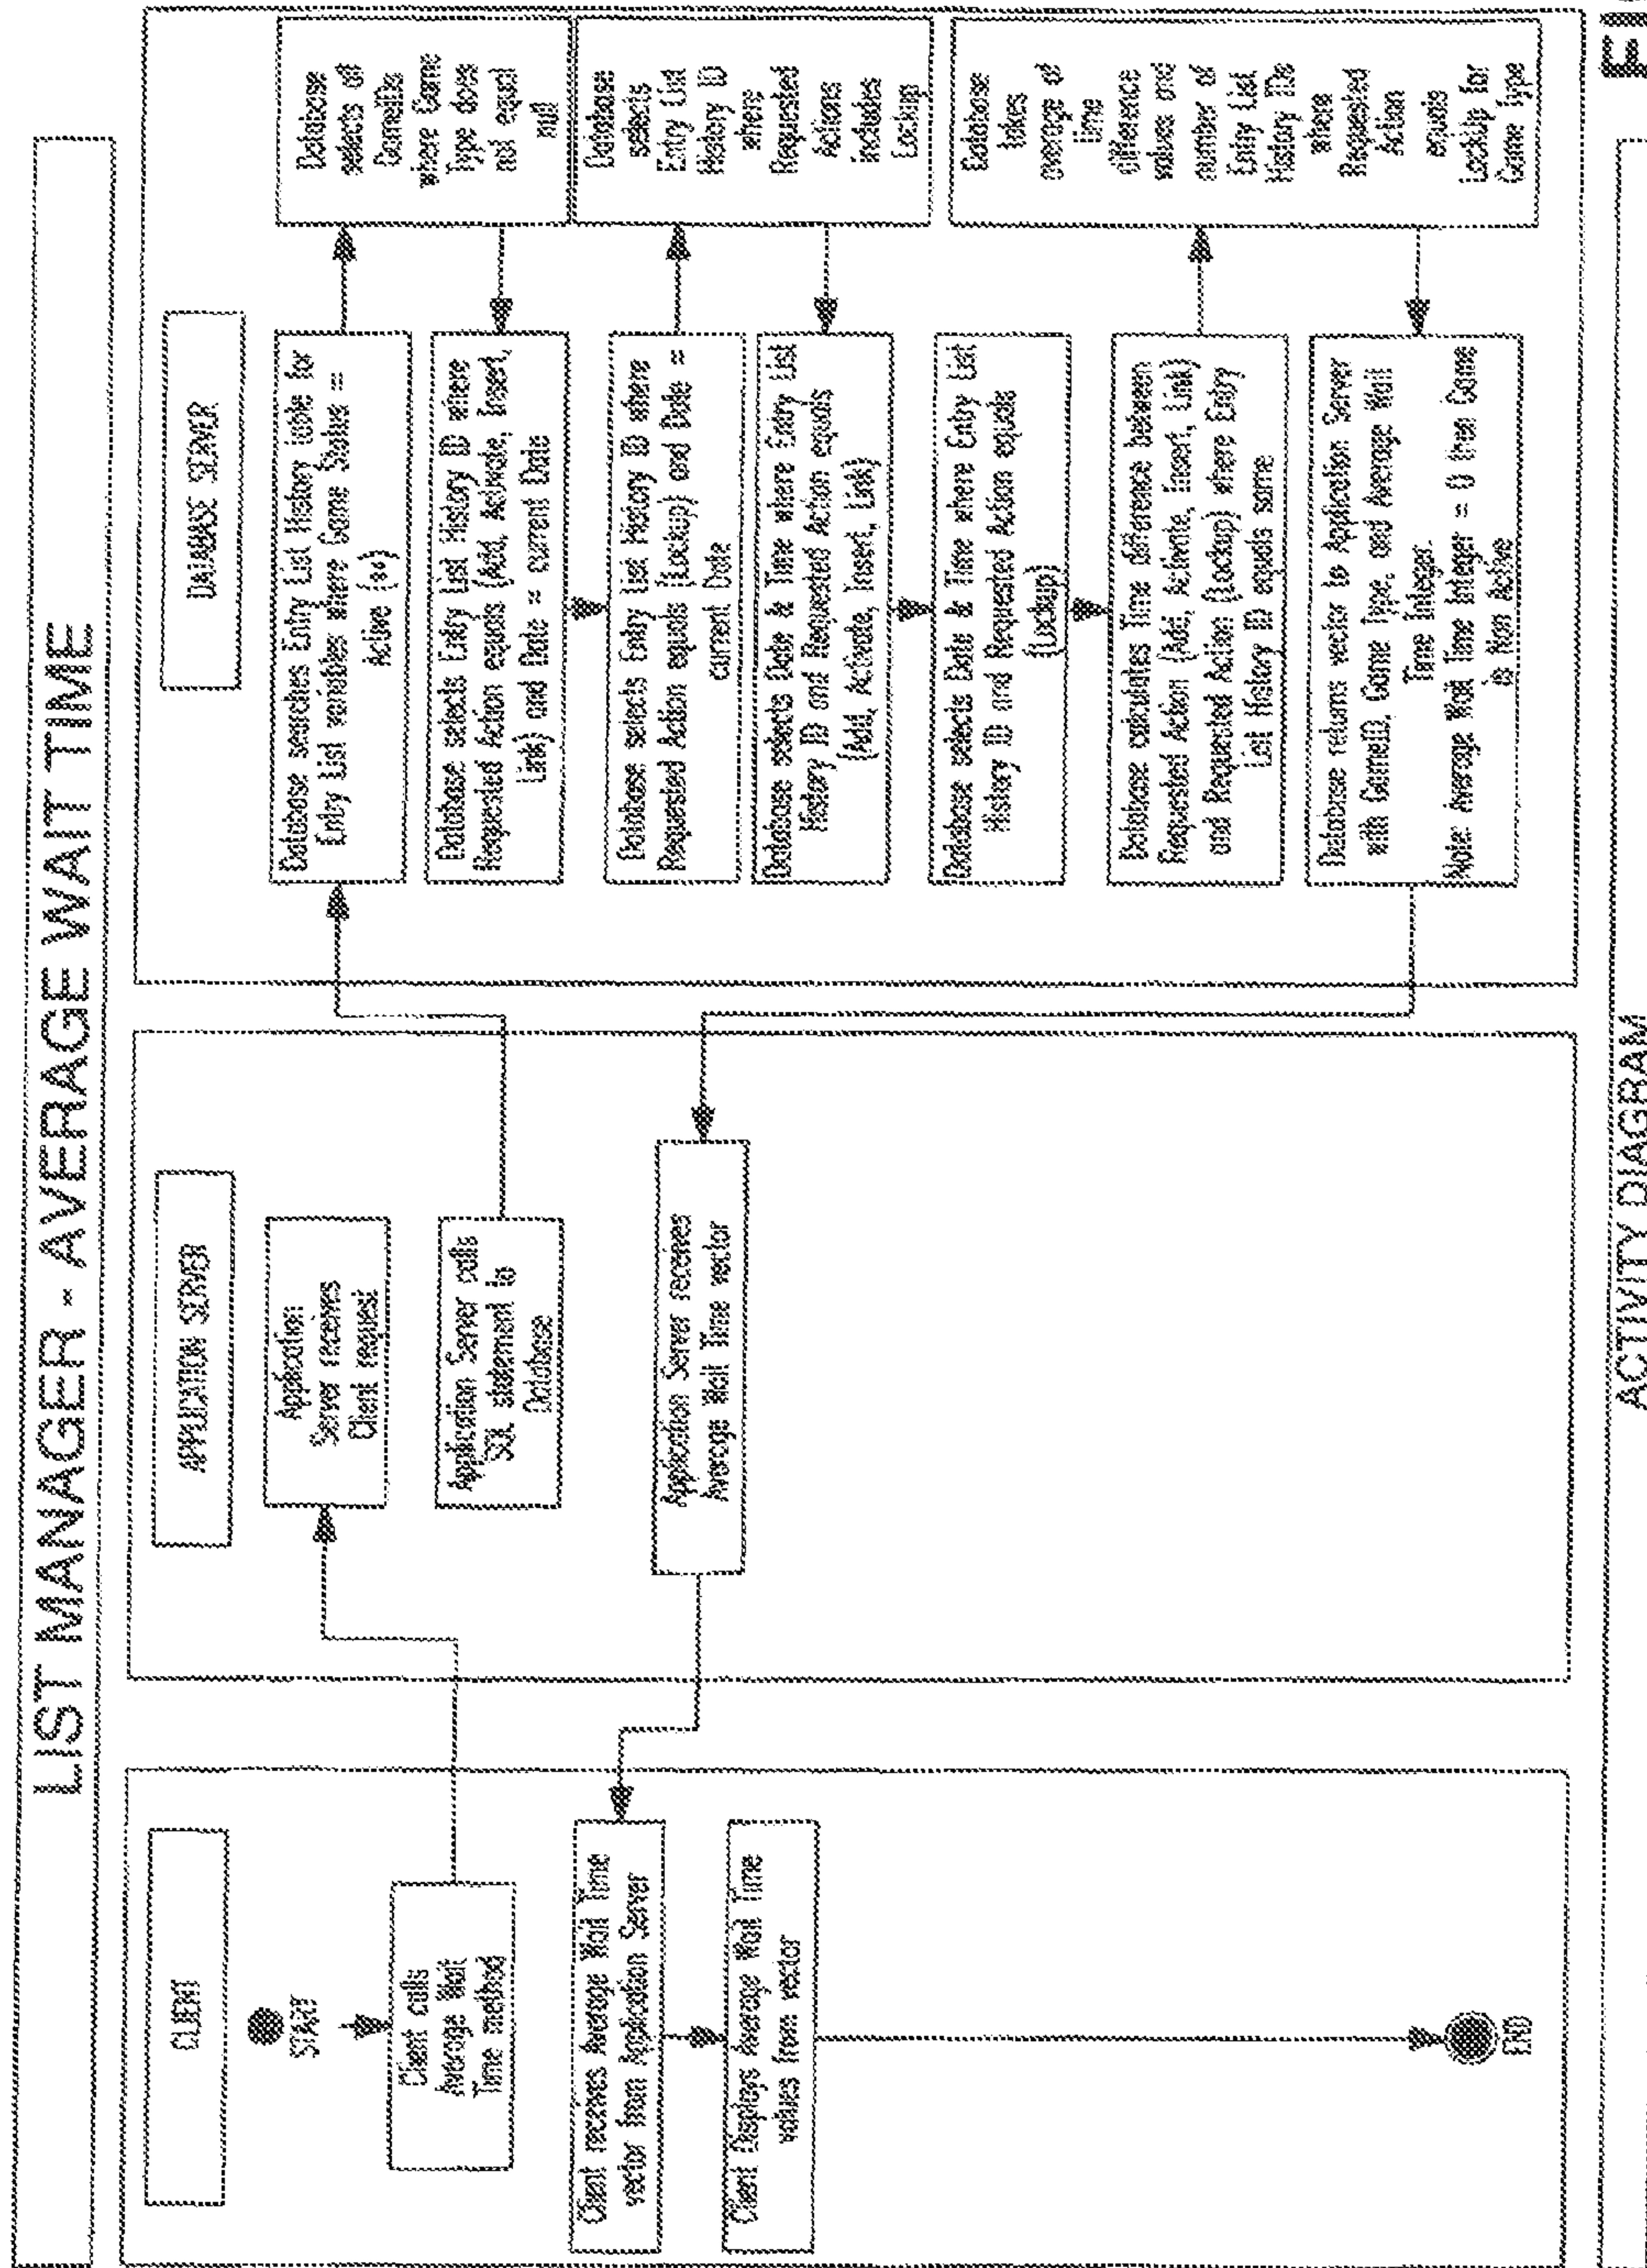 LIST MANAGER - AVERAGE WAIT TIME
CLIENT
START
Client calls
Average Wait
Time method
Client receives Average Wait Time
vector from Application Server
Client Displays Average Wait Time
values from vector
END
APPLICATION SERVER
Application
Server receives
Client request
Application Server calls
SQL statement to
Database
Application Server receives
Average Wait Time vector
DATABASE SERVER
Database searches Entry List History table for
Entry List variables where Game Status =
Active (**)
Database selects Entry List History ID where
Requested Action equals (Add, Activate, Insert,
Link) and Date = current Date
Database selects Entry List History ID where
Requested Action equals (Lockup) and Date =
current Date
Database selects Date & Time where Entry List
History ID and Requested Action equals
(Add, Activate, Insert, Link)
Database selects Date & Time where Entry List
History ID and Requested Action equals
(Lockup)
Database calculates Time difference between
Requested Action (Add, Activate, Insert, Link)
and Requested Action (Lockup) where Entry
List History ID equals same
Database returns vector to Application Server
with GameID, Game Type, and Average Wait
Time Integer.
Note: Average Wait Time Integer = 0 then Game
is Non Active
Database
selects all
GameIDs
where Game
Type does
not equal
null
Database
selects
Entry List
History ID
where
Requested
Actions
includes
Lockup
Database
takes
average of
time
difference
values and
number of
Entry List
History IDs
where
Requested
Action
equals
LockUp for
Game Type
ACTIVITY DIAGRAM